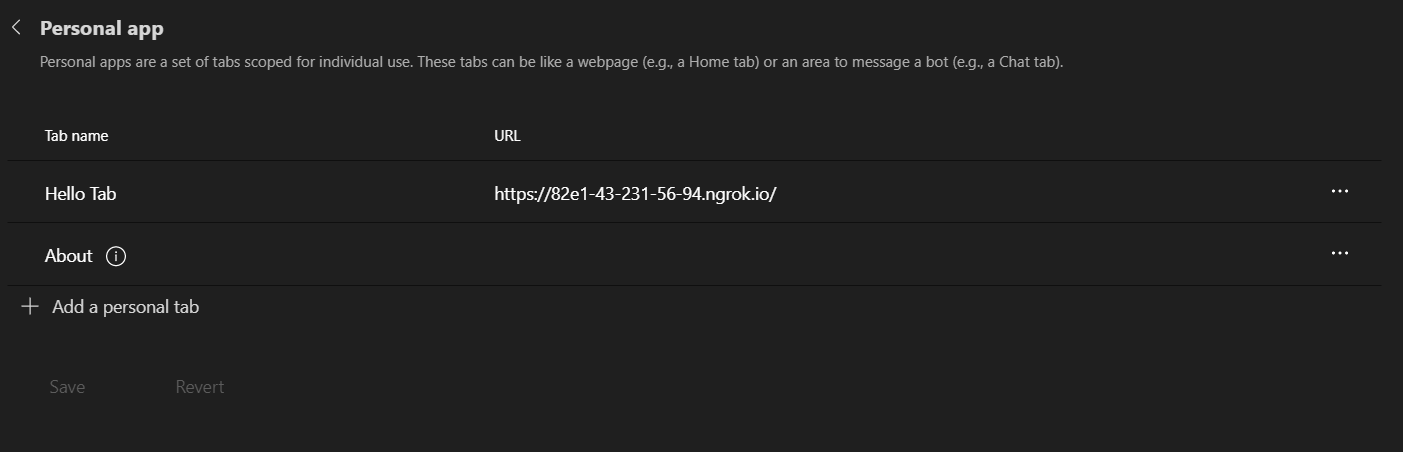 Personal app
Personal apps are a set of tabs scoped for individual use. These tabs can be like a webpage (e.g., a Home tab) or an area to message a bot (e.g., a Chat tab).
Tab name URL
Hello Tab https://82e1-43-231-56-94.ngrok.io/
About
Add a personal tab
Save Revert